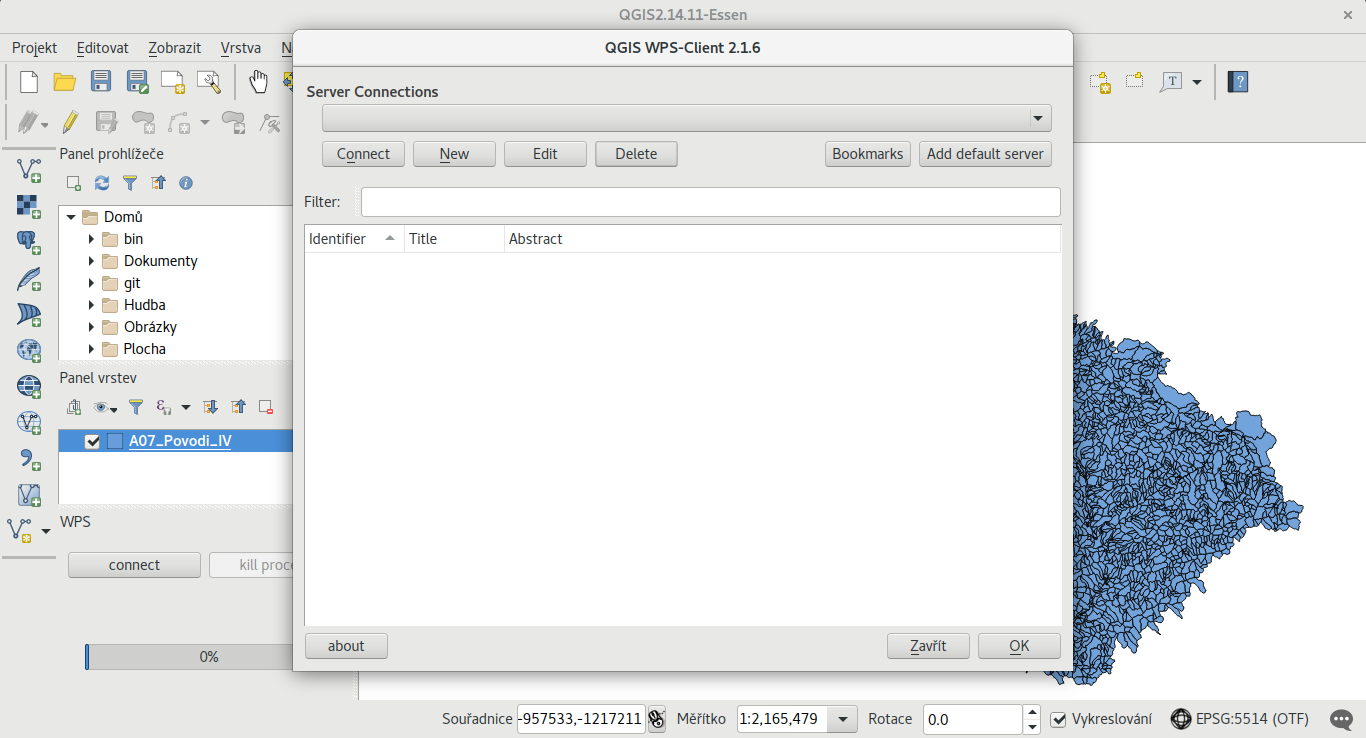 QGIS2.14.11-Essen
Projekt Editovat Zobrazit Vrstva N
QGIS WPS-Client 2.1.6
Server Connections
Connect New Edit Delete Bookmarks Add default server
Filter:
Identifier Title Abstract
about Zavřít OK
Panel prohlížeče
Domů
bin
Dokumenty
git
Hudba
Obrázky
Plocha
Panel vrstev
A07_Povodi_IV
WPS
connect kill proce
0%
Souřadnice -957533,-1217211 Měřítko 1:2,165,479 Rotace 0.0 Vykreslování EPSG:5514 (OTF)